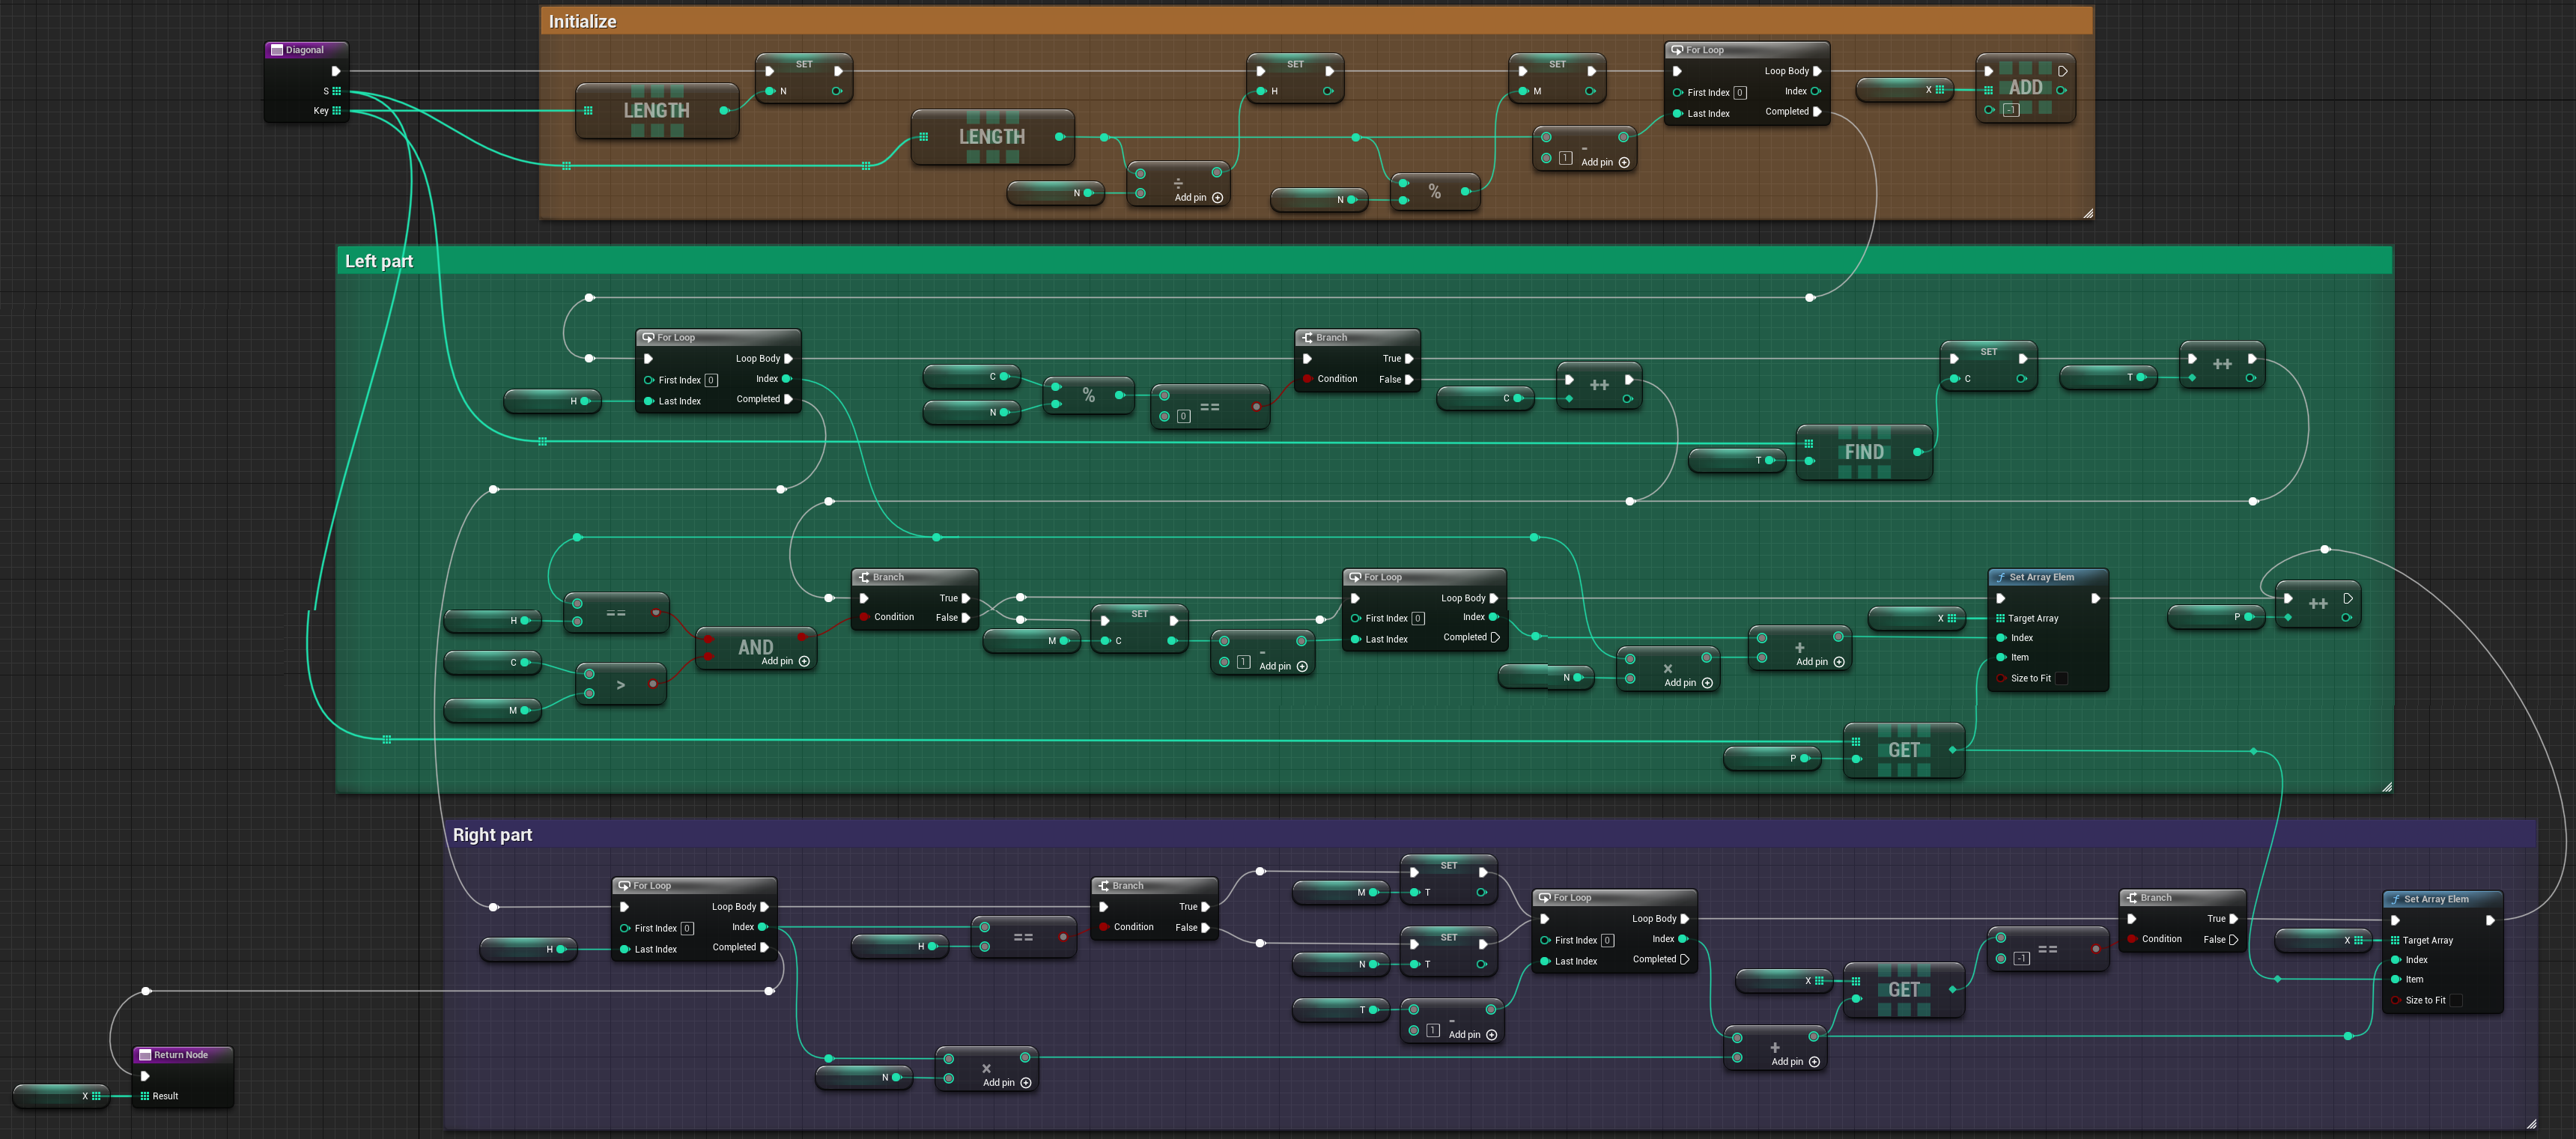 Initialize
Diagonal
S
Key
LENGTH
SET
N
LENGTH
N
÷
Add pin
SET
H
N
%
SET
M
1
-
Add pin
For Loop
First Index 0
Last Index
Loop Body
Index
Completed
X
ADD
-1
Left part
For Loop
First Index 0
Last Index
Loop Body
Index
Completed
H
C
N
%
==
0
Branch
Condition
True
False
C
++
T
FIND
SET
C
T
++
H
==
C
M
>
AND
Add pin
Branch
Condition
True
False
M
SET
C
1
-
Add pin
For Loop
First Index 0
Last Index
Loop Body
Index
Completed
N
×
Add pin
+
Add pin
X
Set Array Elem
Target Array
Index
Item
Size to Fit
P
++
P
GET
Right part
For Loop
First Index 0
Last Index
Loop Body
Index
Completed
H
H
==
Branch
Condition
True
False
M
SET
T
N
SET
T
T
1
-
Add pin
For Loop
First Index 0
Last Index
Loop Body
Index
Completed
N
×
Add pin
+
Add pin
X
GET
==
-1
Branch
Condition
True
False
X
Set Array Elem
Target Array
Index
Item
Size to Fit
Return Node
X
Result